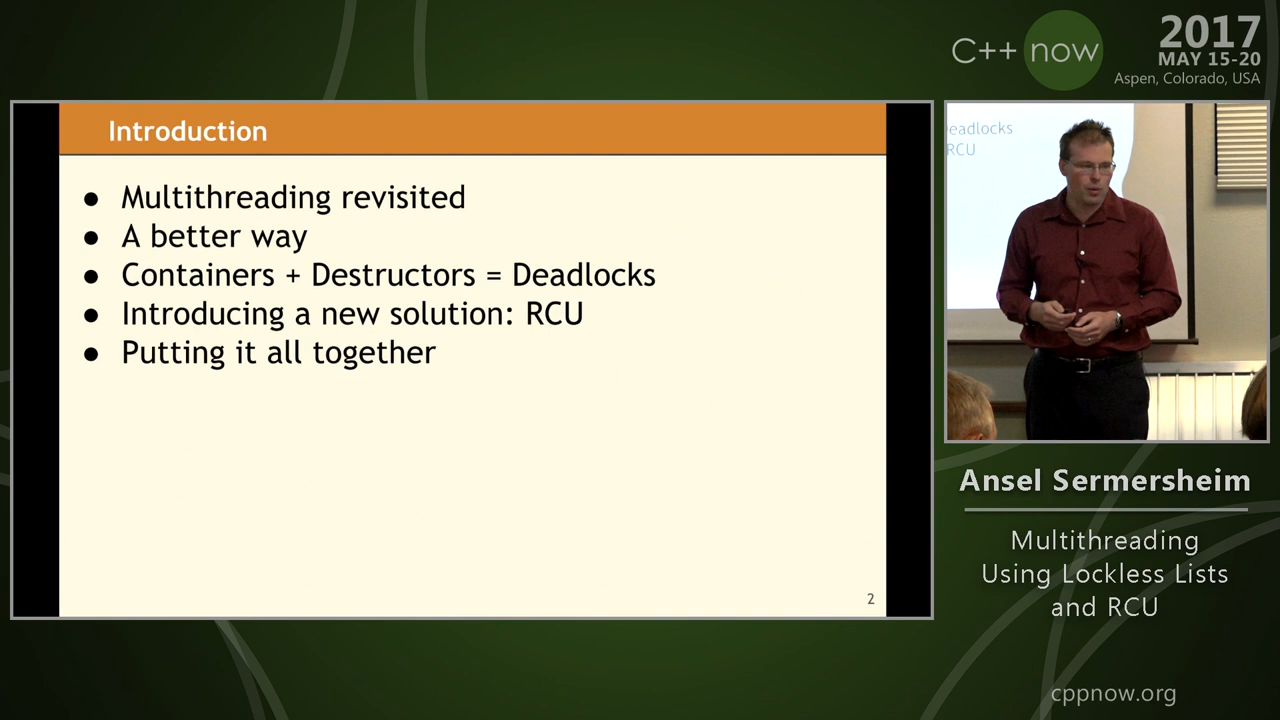 C++ now
2017
MAY 15-20
Aspen, Colorado, USA
Introduction
● Multithreading revisited
● A better way
● Containers + Destructors = Deadlocks
● Introducing a new solution: RCU
● Putting it all together
2
Deadlocks
RCU
Ansel Sermersheim
Multithreading
Using Lockless Lists
and RCU
cppnow.org